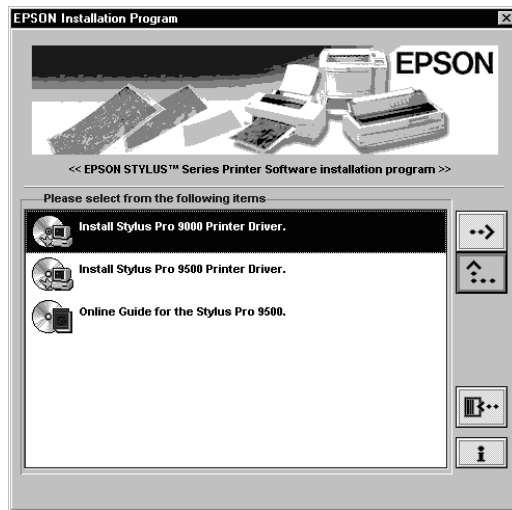 EPSON Installation Program
EPSON
<< EPSON STYLUS™ Series Printer Software installation program >>
Please select from the following items
Install Stylus Pro 9000 Printer Driver.
Install Stylus Pro 9500 Printer Driver.
Online Guide for the Stylus Pro 9500.